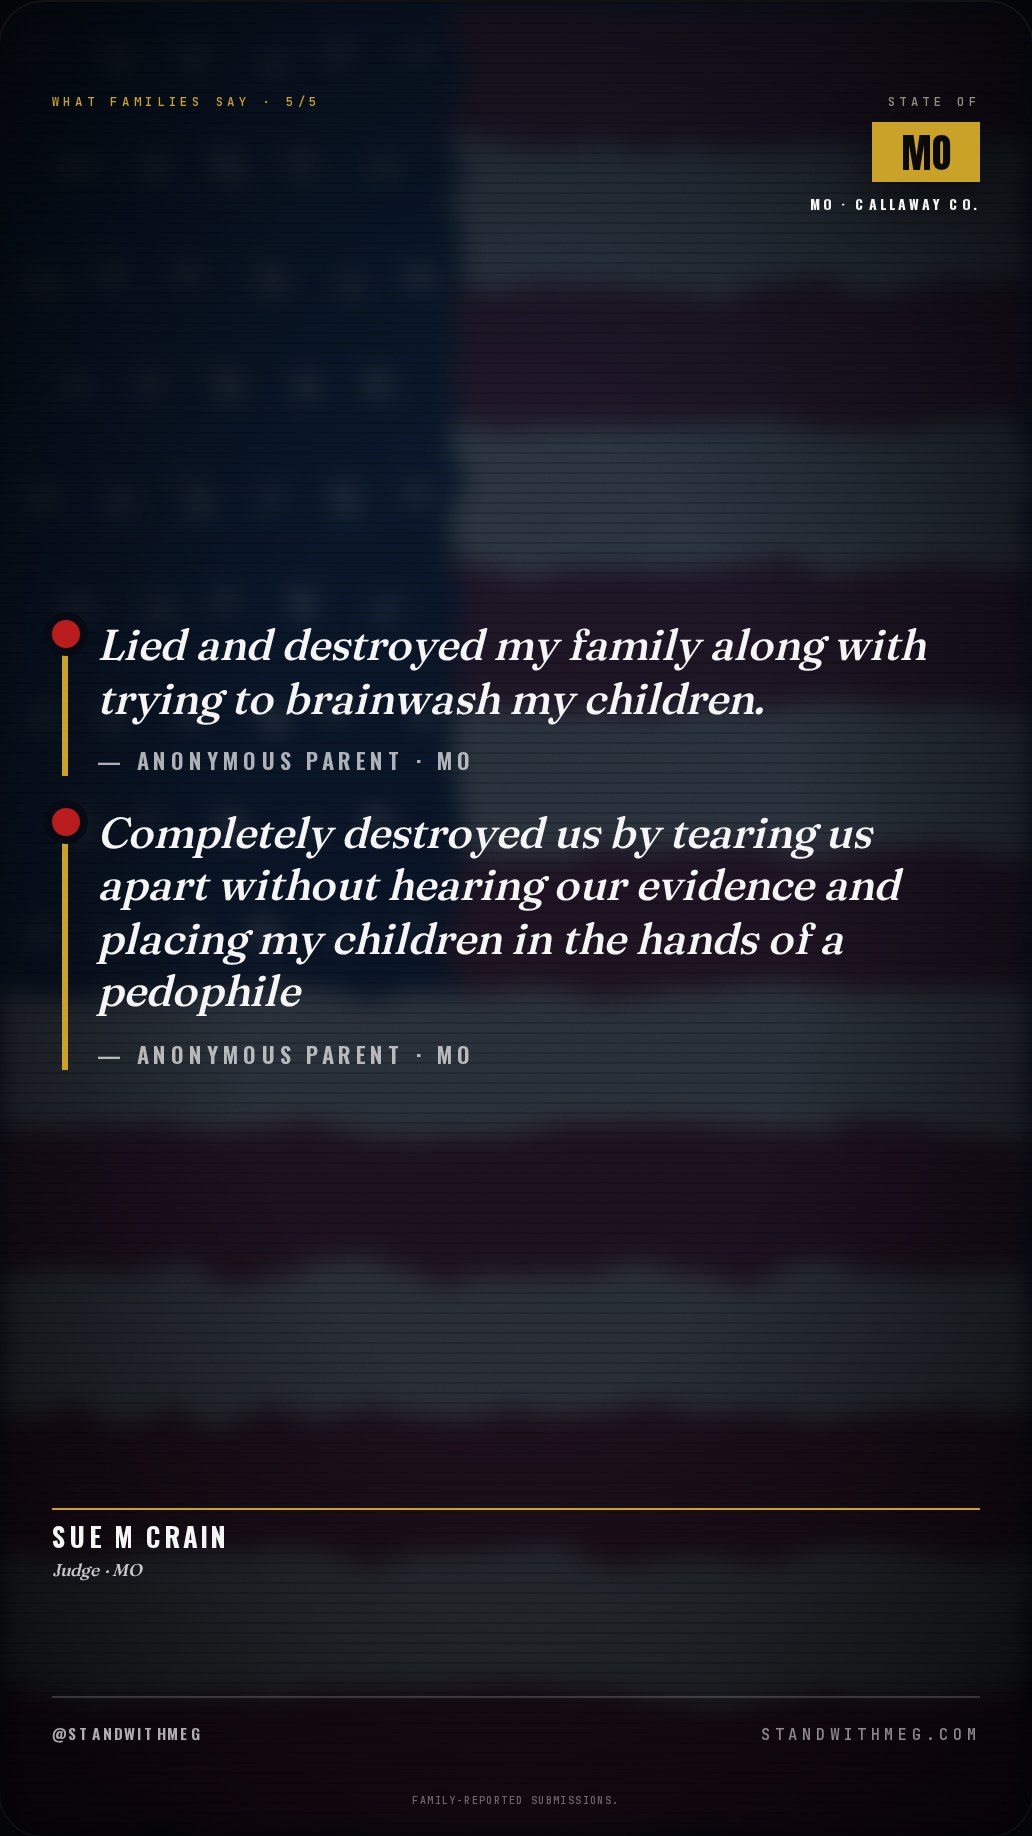 WHAT FAMILIES SAY · 5/5
STATE OF
MO
MO · CALLAWAY CO.
Lied and destroyed my family along with
trying to brainwash my children.
— ANONYMOUS PARENT · MO
Completely destroyed us by tearing us
apart without hearing our evidence and
placing my children in the hands of a
pedophile
— ANONYMOUS PARENT · MO
SUE M CRAIN
Judge · MO
@STANDWITHMEG
STANDWITHMEG.COM
FAMILY-REPORTED SUBMISSIONS.